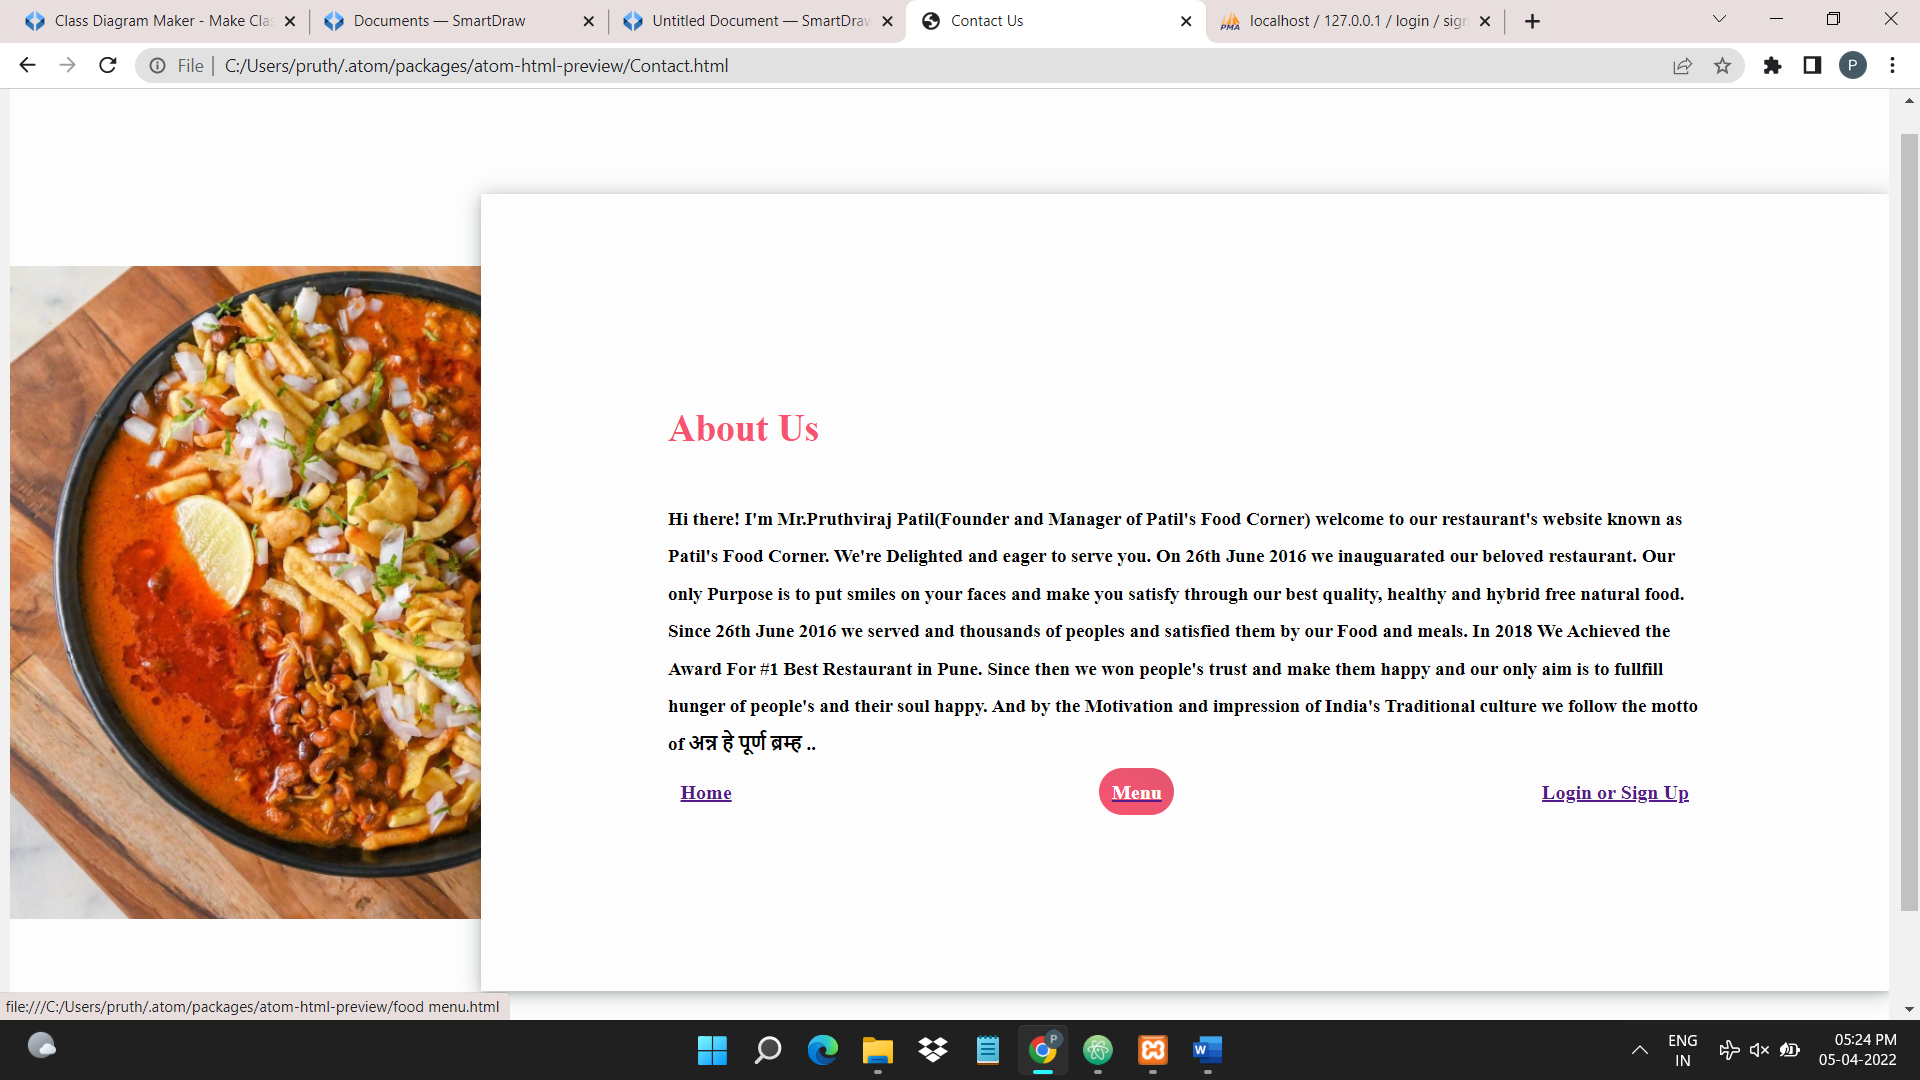 Class Diagram Maker - Make Clas
Documents — SmartDraw
Untitled Document — SmartDraw
Contact Us
localhost / 127.0.0.1 / login / sign
File
C:/Users/pruth/.atom/packages/atom-html-preview/Contact.html
P
About Us
Hi there! I'm Mr.Pruthviraj Patil(Founder and Manager of Patil's Food Corner) welcome to our restaurant's website known as
Patil's Food Corner. We're Delighted and eager to serve you. On 26th June 2016 we inauguarated our beloved restaurant. Our
only Purpose is to put smiles on your faces and make you satisfy through our best quality, healthy and hybrid free natural food.
Since 26th June 2016 we served and thousands of peoples and satisfied them by our Food and meals. In 2018 We Achieved the
Award For #1 Best Restaurant in Pune. Since then we won people's trust and make them happy and our only aim is to fullfill
hunger of people's and their soul happy. And by the Motivation and impression of India's Traditional culture we follow the motto
of अन्न हे पूर्ण ब्रम्ह ..
Home
Menu
Login or Sign Up
file:///C:/Users/pruth/.atom/packages/atom-html-preview/food menu.html
ENG
IN
05:24 PM
05-04-2022